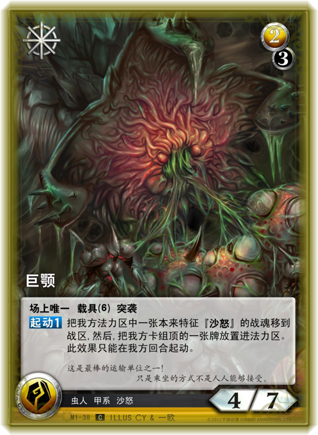 2
3
巨颚
场上唯一 载具(6) 突袭
起动1 把我方法力区中一张本来特征『沙怒』的战魂移到
战区，然后，把我方卡组顶的一张牌放置进法力区。
此效果只能在我方回合起动。
这是最棒的运输单位之一！
只是乘坐的方式不是人人能够接受。
虫人 甲系 沙怒
4/7
C ILLUS CY & 一欧